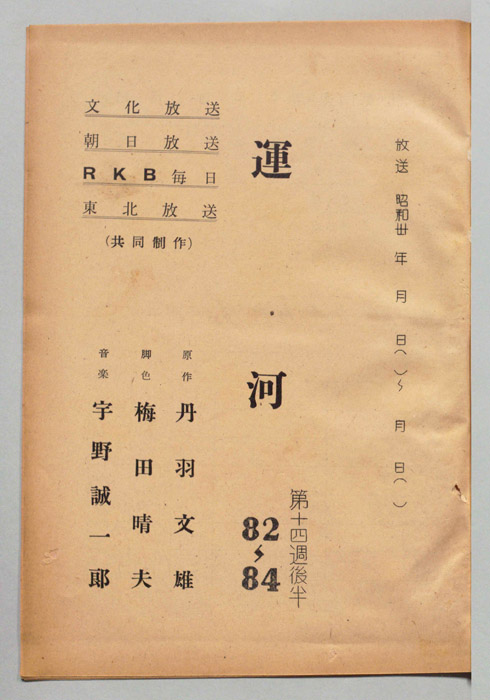 放送 昭和卅年 月 日( )〜 月 日( )
運河
第十四週後半
82〜84
文化放送
朝日放送
RKB毎日
東北放送
(共同制作)
原作 丹羽文雄
脚色 梅田晴夫
音楽 宇野誠一郎